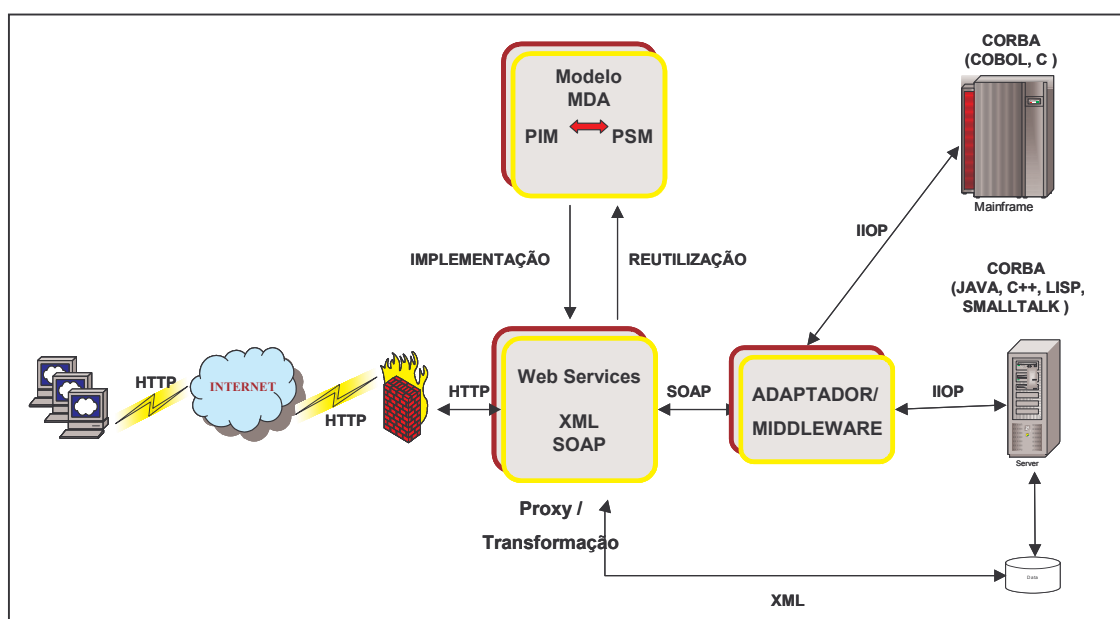 Modelo
MDA
PIM
PSM
CORBA
(COBOL, C )
Mainframe
IIOP
IMPLEMENTAÇÃO
REUTILIZAÇÃO
CORBA
(JAVA, C++, LISP,
SMALLTALK )
HTTP
INTERNET
HTTP
HTTP
Web Services
XML
SOAP
SOAP
ADAPTADOR/
MIDDLEWARE
IIOP
Server
Proxy /
Transformação
Data
XML